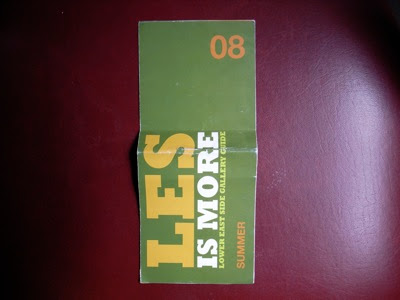 08
LES
IS MORE
LOWER EAST SIDE GALLERY GUIDE
SUMMER